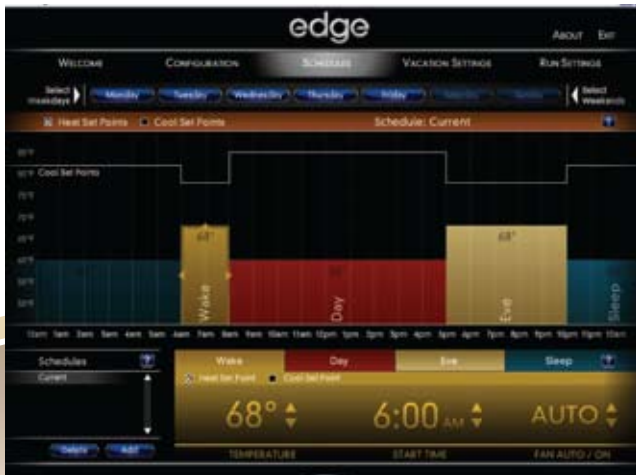 edge
About Exit
Welcome Configuration Schedule Vacation Settings Run Settings
Select Weekdays Monday Tuesday Wednesday Thursday Friday Select Weekends
Heat Set Points Cool Set Points Schedule: Current ?
Cool Set Points
68° 68°
Wake Day Eve Sleep
Schedules ? Wake Day Eve Sleep ?
Current Heat Set Point Cool Set Point
68° 6:00 AM AUTO
Delete Add TEMPERATURE START TIME FAN AUTO / ON